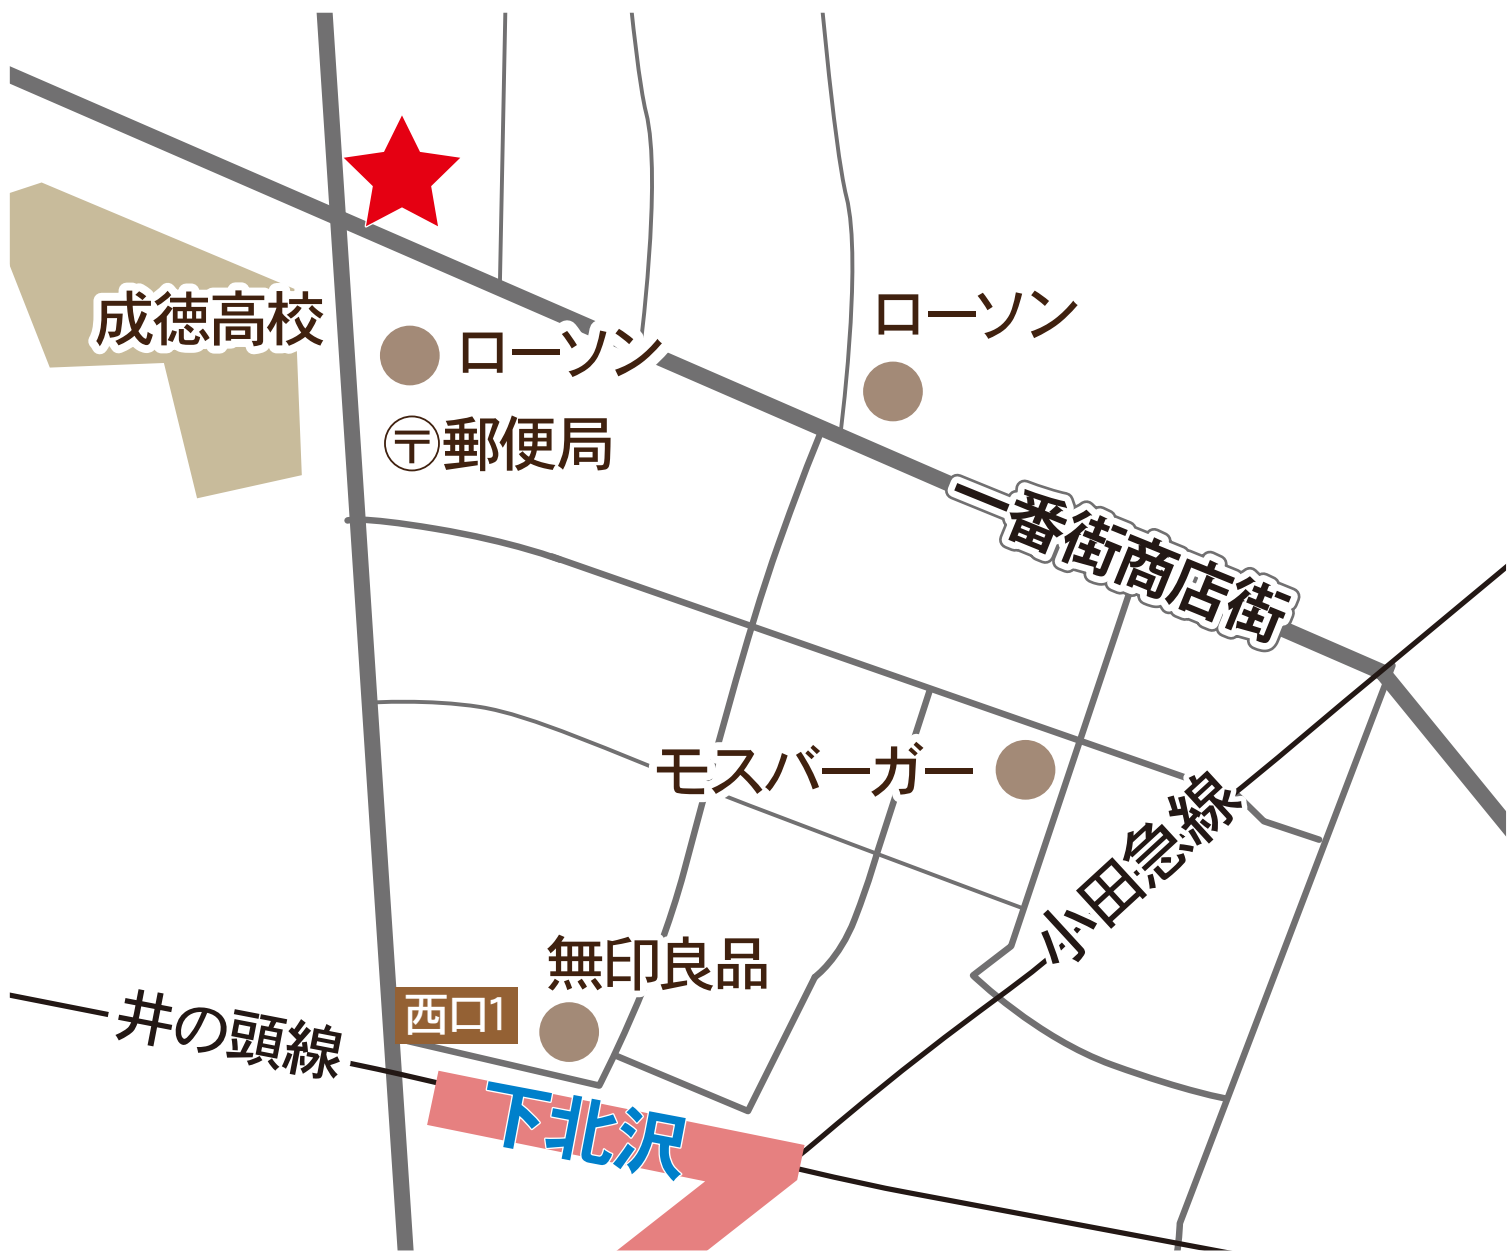 成徳高校
ローソン
ローソン
〒郵便局
一番街商店街
モスバーガー
小田急線
無印良品
西口1
井の頭線
下北沢